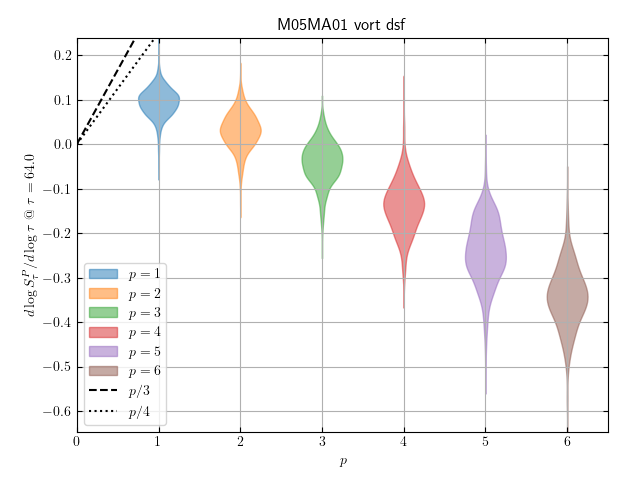 M05MA01 vort dsf
d log S_τ^P / d log τ @ τ = 64.0
0.2
0.1
0.0
−0.1
−0.2
−0.3
−0.4
−0.5
−0.6
p = 1
p = 2
p = 3
p = 4
p = 5
p = 6
p/3
p/4
0 1 2 3 4 5 6
p